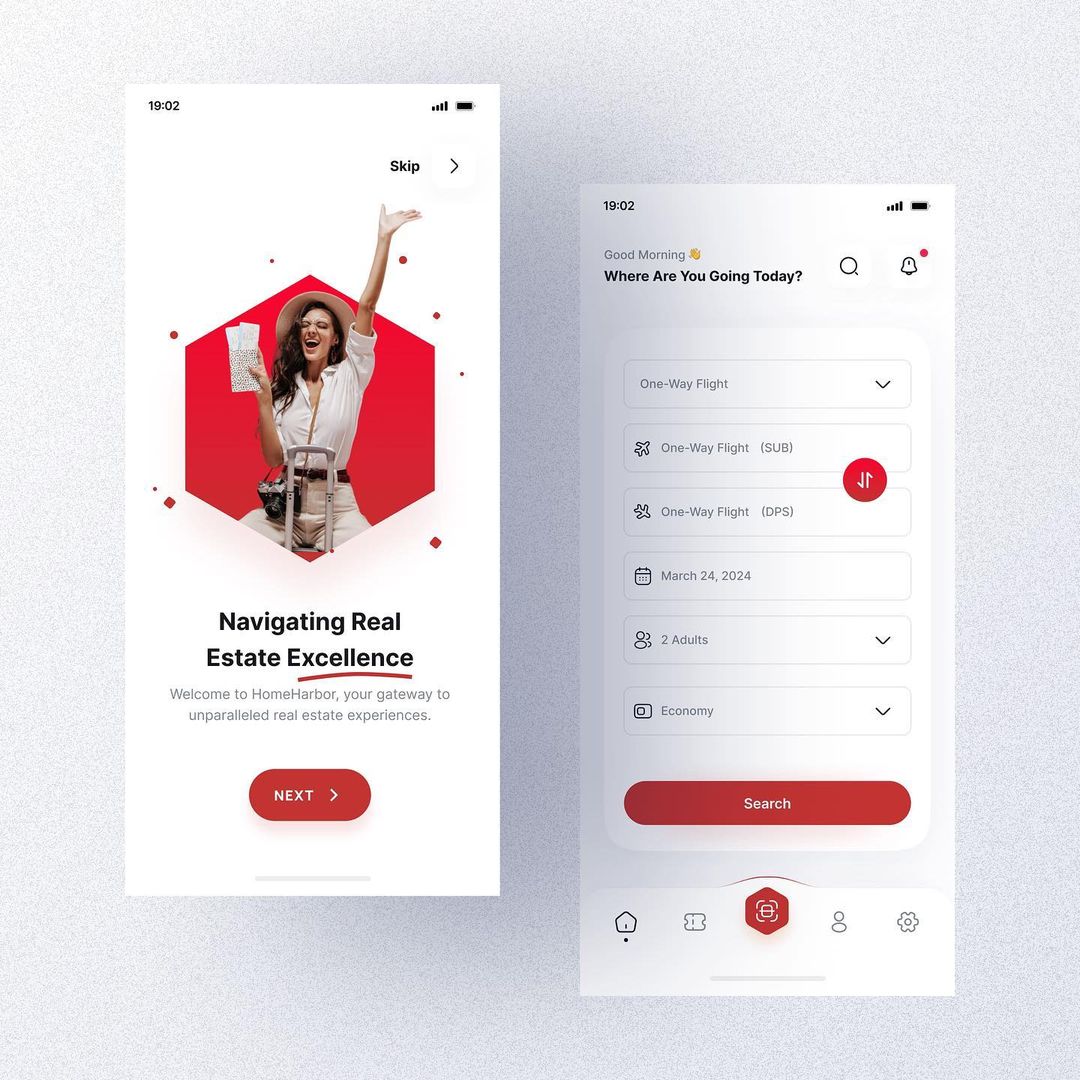 19:02
Skip
Navigating Real
Estate Excellence
Welcome to HomeHarbor, your gateway to
unparalleled real estate experiences.
NEXT
19:02
Good Morning 👋
Where Are You Going Today?
One-Way Flight
One-Way Flight (SUB)
One-Way Flight (DPS)
March 24, 2024
2 Adults
Economy
Search